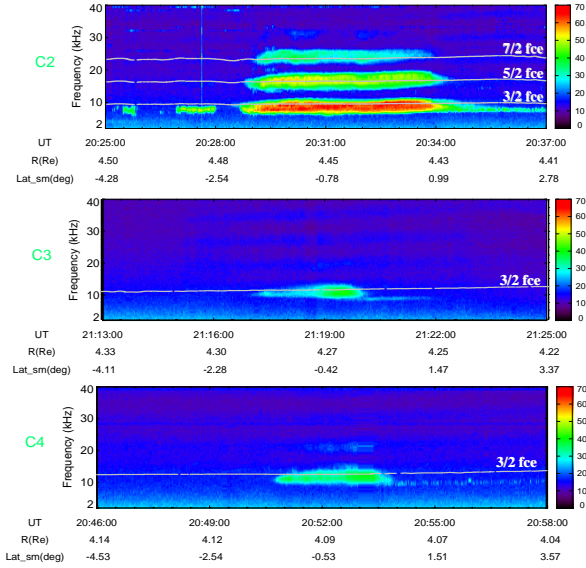 40 70
7/2 fce 60
C2 30 50
5/2 fce 40
20 30
3/2 fce 20
10 10
2 0
Frequency (kHz)
UT 20:25:00 20:28:00 20:31:00 20:34:00 20:37:00
R(Re) 4.50 4.48 4.45 4.43 4.41
Lat_sm(deg) -4.28 -2.54 -0.78 0.99 2.78
40 70
60
C3 30 50
40
20 30
3/2 fce 20
10 10
2 0
Frequency (kHz)
UT 21:13:00 21:16:00 21:19:00 21:22:00 21:25:00
R(Re) 4.33 4.30 4.27 4.25 4.22
Lat_sm(deg) -4.11 -2.28 -0.42 1.47 3.37
40 70
60
C4 30 50
40
20 30
3/2 fce 20
10 10
2 0
Frequency (kHz)
UT 20:46:00 20:49:00 20:52:00 20:55:00 20:58:00
R(Re) 4.14 4.12 4.09 4.07 4.04
Lat_sm(deg) -4.53 -2.54 -0.53 1.51 3.57